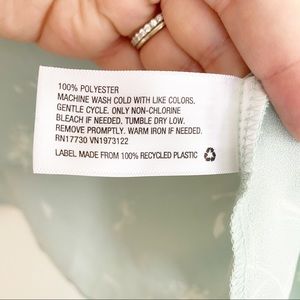 100% POLYESTER
MACHINE WASH COLD WITH LIKE COLORS.
GENTLE CYCLE. ONLY NON-CHLORINE
BLEACH IF NEEDED. TUMBLE DRY LOW.
REMOVE PROMPTLY. WARM IRON IF NEEDED.
RN17730 VN1973122
LABEL MADE FROM 100% RECYCLED PLASTIC